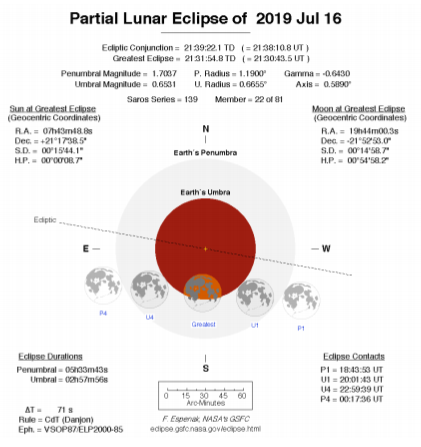 Partial Lunar Eclipse of 2019 Jul 16
Ecliptic Conjunction = 21:39:22.1 TD ( = 21:38:10.8 UT )
Greatest Eclipse = 21:31:54.8 TD ( = 21:30:43.5 UT )
Penumbral Magnitude = 1.7037 P. Radius = 1.1900° Gamma = -0.6430
Umbral Magnitude = 0.6531 U. Radius = 0.6655° Axis = 0.5890°
Saros Series = 139 Member = 22 of 81
Sun at Greatest Eclipse
(Geocentric Coordinates)
R.A. = 07h43m48.8s
Dec. = +21°17'38.5"
S.D. = 00°15'44.1"
H.P. = 00°00'08.7"
Moon at Greatest Eclipse
(Geocentric Coordinates)
R.A. = 19h44m00.3s
Dec. = -21°52'53.0"
S.D. = 00°14'58.7"
H.P. = 00°54'58.2"
N
Earth's Penumbra
Earth's Umbra
Ecliptic
E
W
P4
U4
Greatest
U1
P1
S
Eclipse Durations
Penumbral = 05h33m43s
Umbral = 02h57m56s
ΔT = 71 s
Rule = CdT (Danjon)
Eph. = VSOP87/ELP2000-85
0 15 30 45 60
Arc-Minutes
F. Espenak, NASA's GSFC
eclipse.gsfc.nasa.gov/eclipse.html
Eclipse Contacts
P1 = 18:43:53 UT
U1 = 20:01:43 UT
U4 = 22:59:39 UT
P4 = 00:17:36 UT